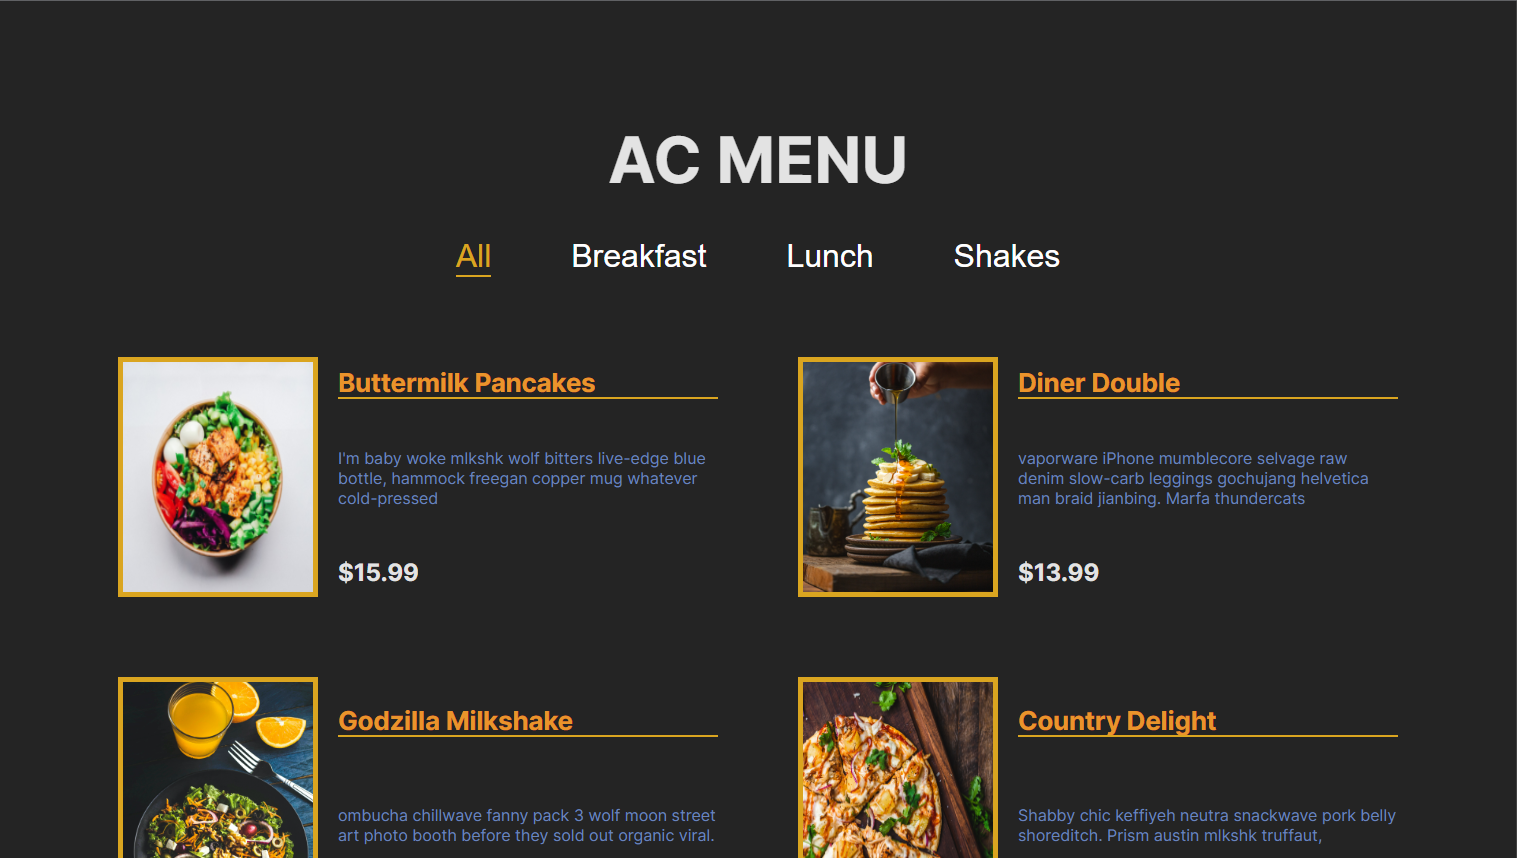 AC MENU
All Breakfast Lunch Shakes
Buttermilk Pancakes
I'm baby woke mlkshk wolf bitters live-edge blue
bottle, hammock freegan copper mug whatever
cold-pressed
$15.99
Diner Double
vaporware iPhone mumblecore selvage raw
denim slow-carb leggings gochujang helvetica
man braid jianbing. Marfa thundercats
$13.99
Godzilla Milkshake
ombucha chillwave fanny pack 3 wolf moon street
art photo booth before they sold out organic viral.
Country Delight
Shabby chic keffiyeh neutra snackwave pork belly
shoreditch. Prism austin mlkshk truffaut,